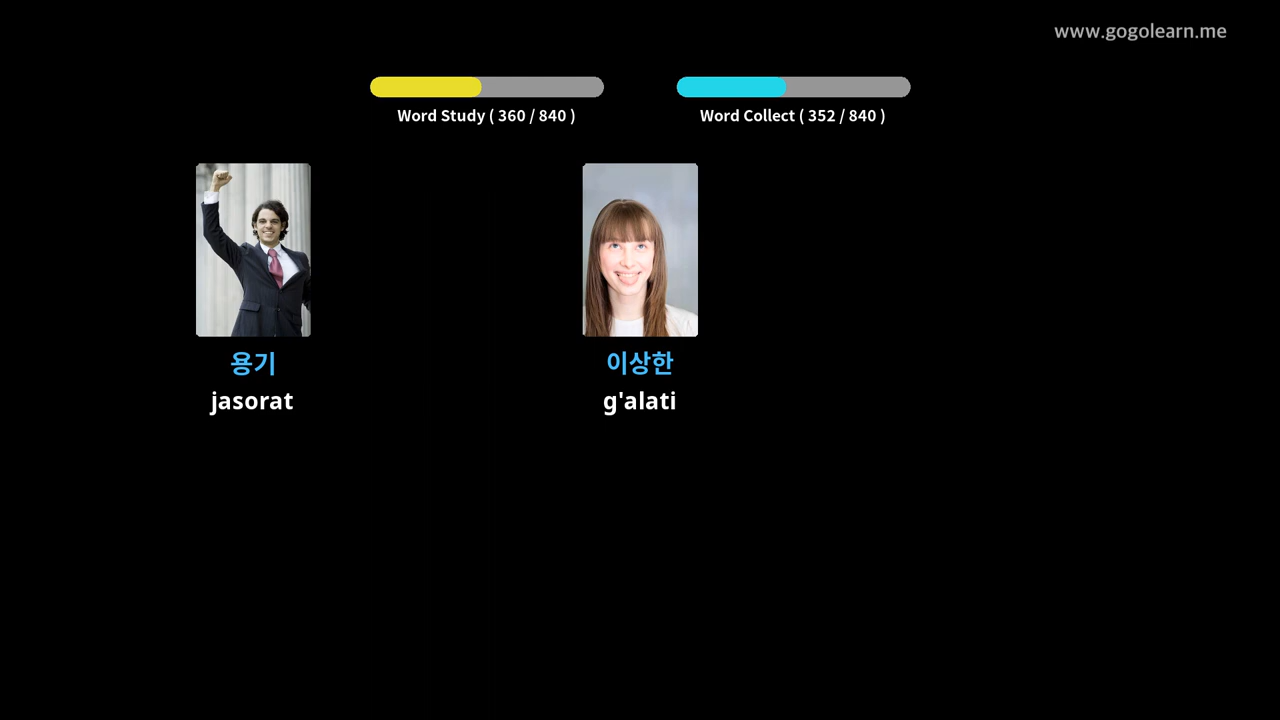 www.gogolearn.me
Word Study ( 360 / 840 )
Word Collect ( 352 / 840 )
용기
jasorat
이상한
g'alati